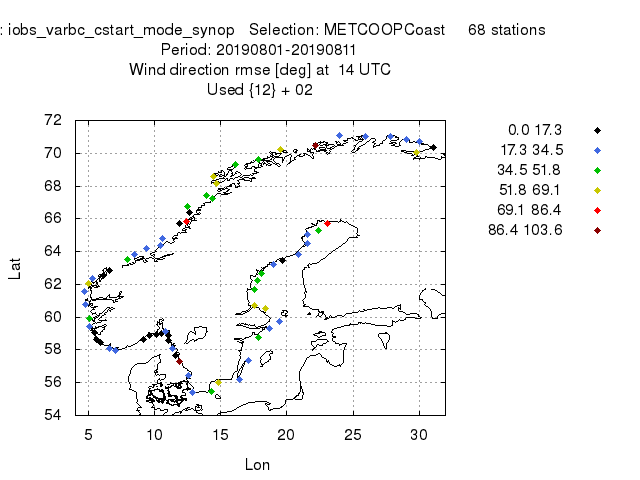 : iobs_varbc_cstart_mode_synop   Selection: METCOOPCoast     68 stations
Period: 20190801-20190811
Wind direction rmse [deg] at  14 UTC
Used {12} + 02
72
70
68
66
64
62
60
58
56
54
5 10 15 20 25 30
Lat
Lon
0.0 17.3
17.3 34.5
34.5 51.8
51.8 69.1
69.1 86.4
86.4 103.6